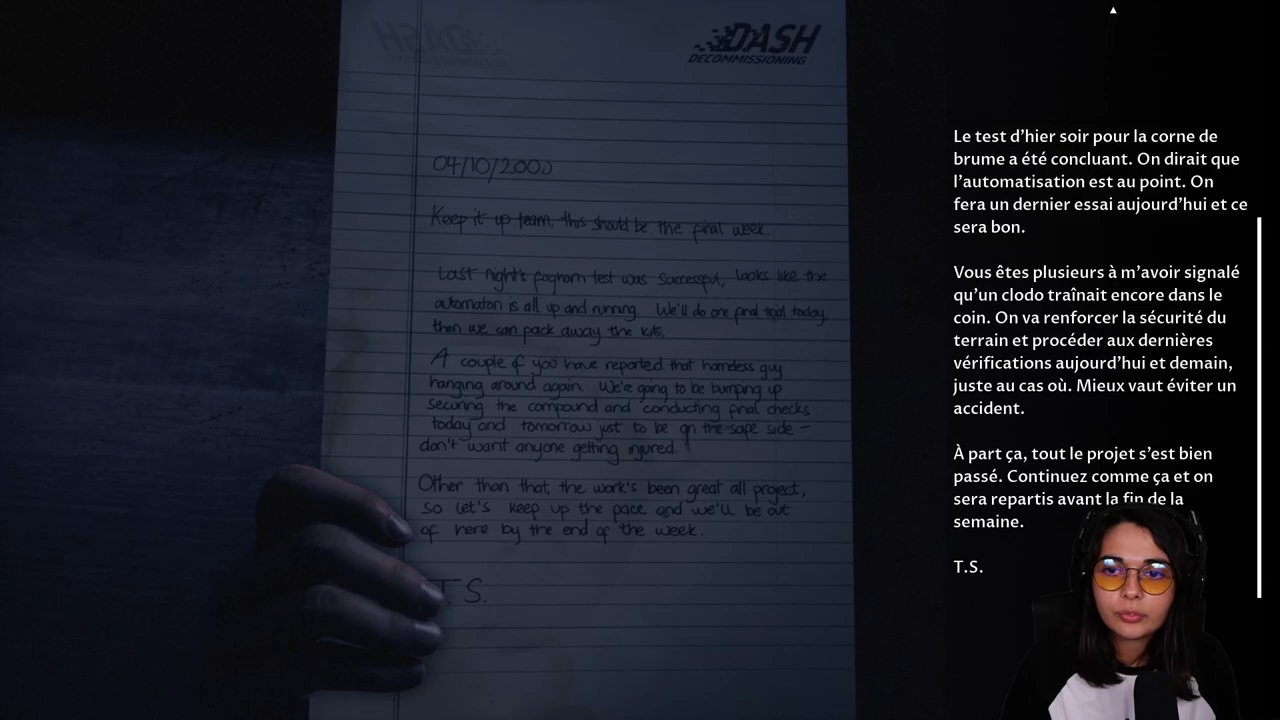 DASH
DECOMMISSIONING
04/10/2000
Keep it up team, this should be the final week.
Last night's foghorn test was successful, looks like the
automaton is all up and running. We'll do one final trial today,
then we can pack away the kits.
A couple of you have reported that homeless guy
hanging around again. We're going to be bumping up
securing the compound and conducting final checks
today and tomorrow just to be on the safe side –
don't want anyone getting injured.
Other than that, the work's been great all project,
so let's keep up the pace and we'll be out
of here by the end of the week.
T.S.
Le test d'hier soir pour la corne de
brume a été concluant. On dirait que
l'automatisation est au point. On
fera un dernier essai aujourd'hui et ce
sera bon.
Vous êtes plusieurs à m'avoir signalé
qu'un clodo traînait encore dans le
coin. On va renforcer la sécurité du
terrain et procéder aux dernières
vérifications aujourd'hui et demain,
juste au cas où. Mieux vaut éviter un
accident.
À part ça, tout le projet s'est bien
passé. Continuez comme ça et on
sera repartis avant la fin de la
semaine.
T.S.